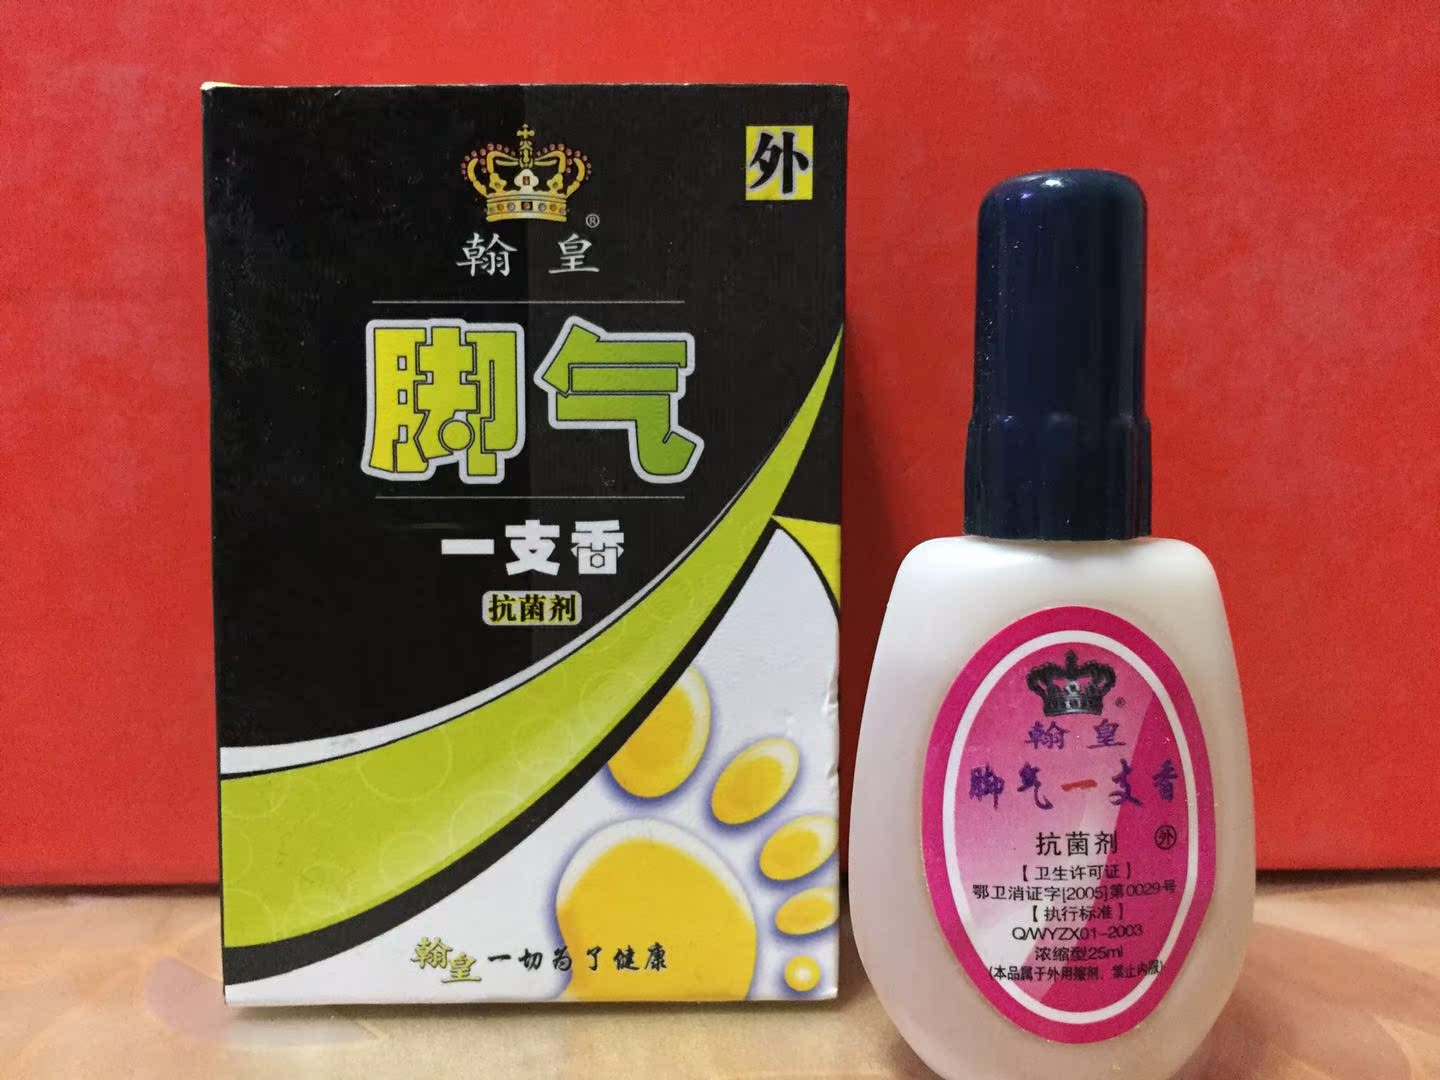 外
®
翰皇
脚气
一支香
抗菌剂
翰皇 一切为了健康
®
翰皇
脚气一支香
抗菌剂 外
【卫生许可证】
鄂卫消证字[2005]第0029号
【执行标准】
Q/WYZX01-2003
浓缩型25ml
(本品属于外用擦剂，禁止内服)